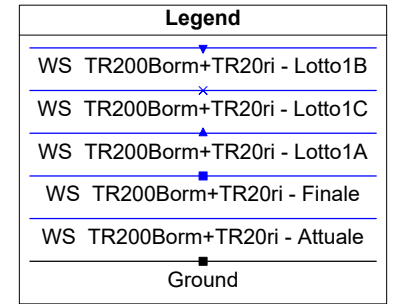 Legend
WS TR200Borm+TR20ri - Lotto1B
WS TR200Borm+TR20ri - Lotto1C
WS TR200Borm+TR20ri - Lotto1A
WS TR200Borm+TR20ri - Finale
WS TR200Borm+TR20ri - Attuale
Ground